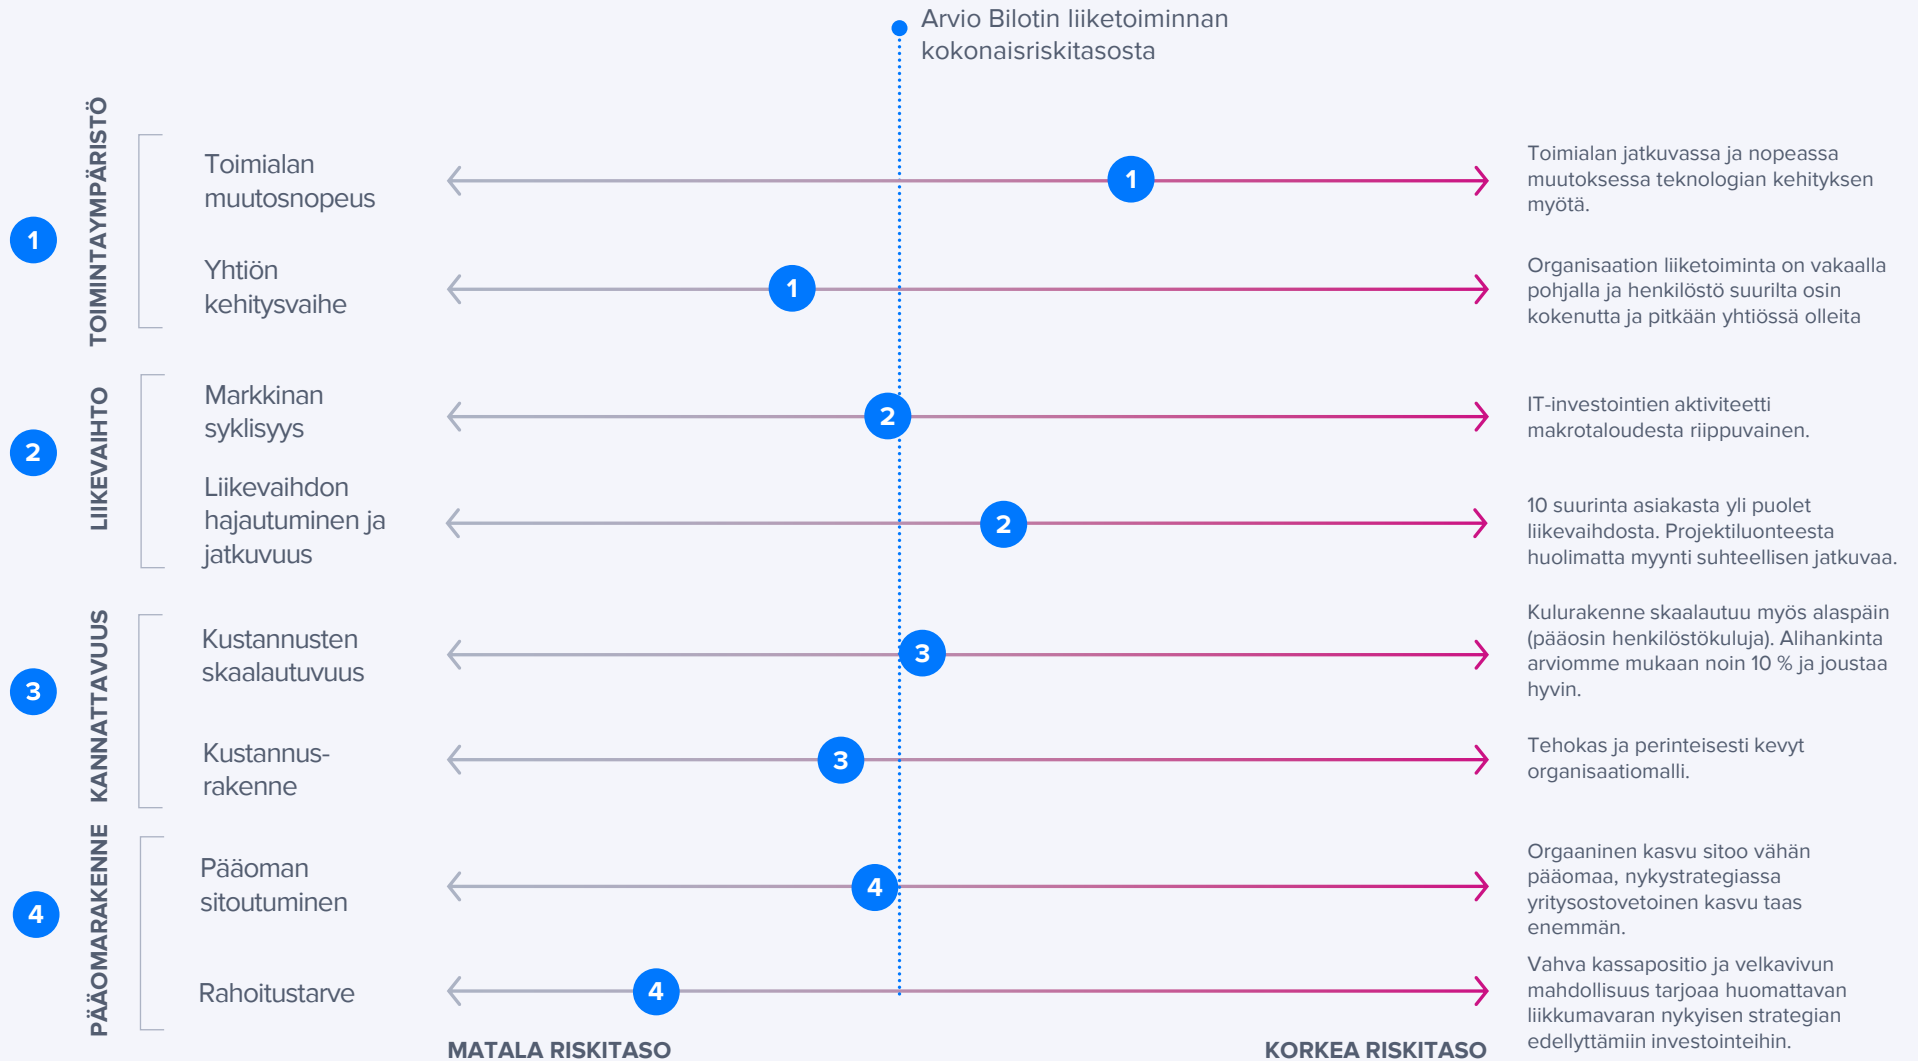 Arvio Bilotin liiketoiminnan
kokonaisriskitasosta
1
TOIMINTAYMPÄRISTÖ
Toimialan
muutosnopeus
1
Toimialan jatkuvassa ja nopeassa
muutoksessa teknologian kehityksen
myötä.
Yhtiön
kehitysvaihe
1
Organisaation liiketoiminta on vakaalla
pohjalla ja henkilöstö suurilta osin
kokenutta ja pitkään yhtiössä olleita
2
LIIKEVAIHTO
Markkinan
syklisyys
2
IT-investointien aktiviteetti
makrotaloudesta riippuvainen.
Liikevaihdon
hajautuminen ja
jatkuvuus
2
10 suurinta asiakasta yli puolet
liikevaihdosta. Projektiluonteesta
huolimatta myynti suhteellisen jatkuvaa.
3
KANNATTAVUUS
Kustannusten
skaalautuvuus
3
Kulurakenne skaalautuu myös alaspäin
(pääosin henkilöstökuluja). Alihankinta
arviomme mukaan noin 10 % ja joustaa
hyvin.
Kustannus-
rakenne
3
Tehokas ja perinteisesti kevyt
organisaatiomalli.
4
PÄÄOMARAKENNE
Pääoman
sitoutuminen
4
Orgaaninen kasvu sitoo vähän
pääomaa, nykystrategiassa
yritysostovetoinen kasvu taas
enemmän.
Rahoitustarve
4
Vahva kassapositio ja velkavivun
mahdollisuus tarjoaa huomattavan
liikkumavaran nykyisen strategian
edellyttämiin investointeihin.
MATALA RISKITASO
KORKEA RISKITASO